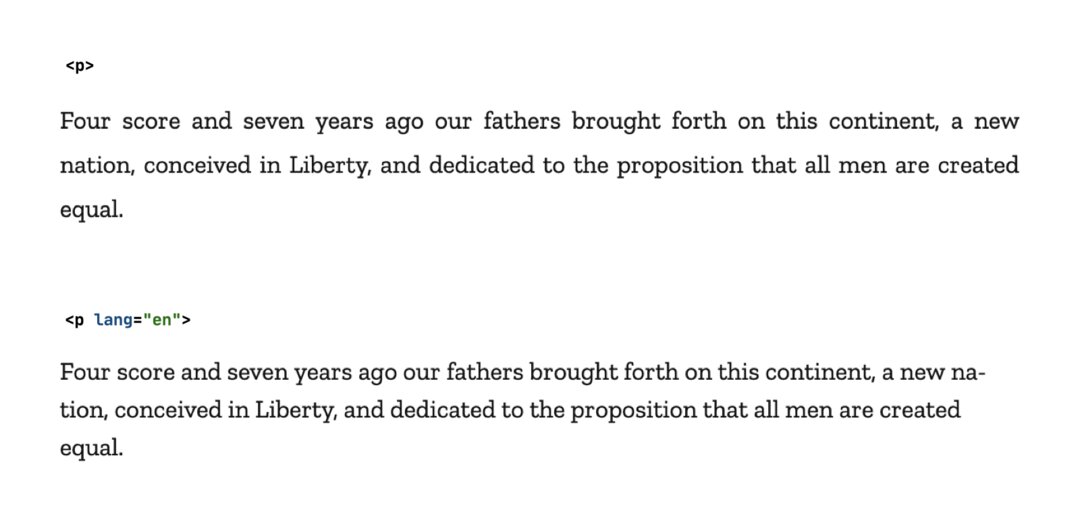 <p>
Four score and seven years ago our fathers brought forth on this continent, a new
nation, conceived in Liberty, and dedicated to the proposition that all men are created
equal.
<p lang="en">
Four score and seven years ago our fathers brought forth on this continent, a new na-
tion, conceived in Liberty, and dedicated to the proposition that all men are created
equal.